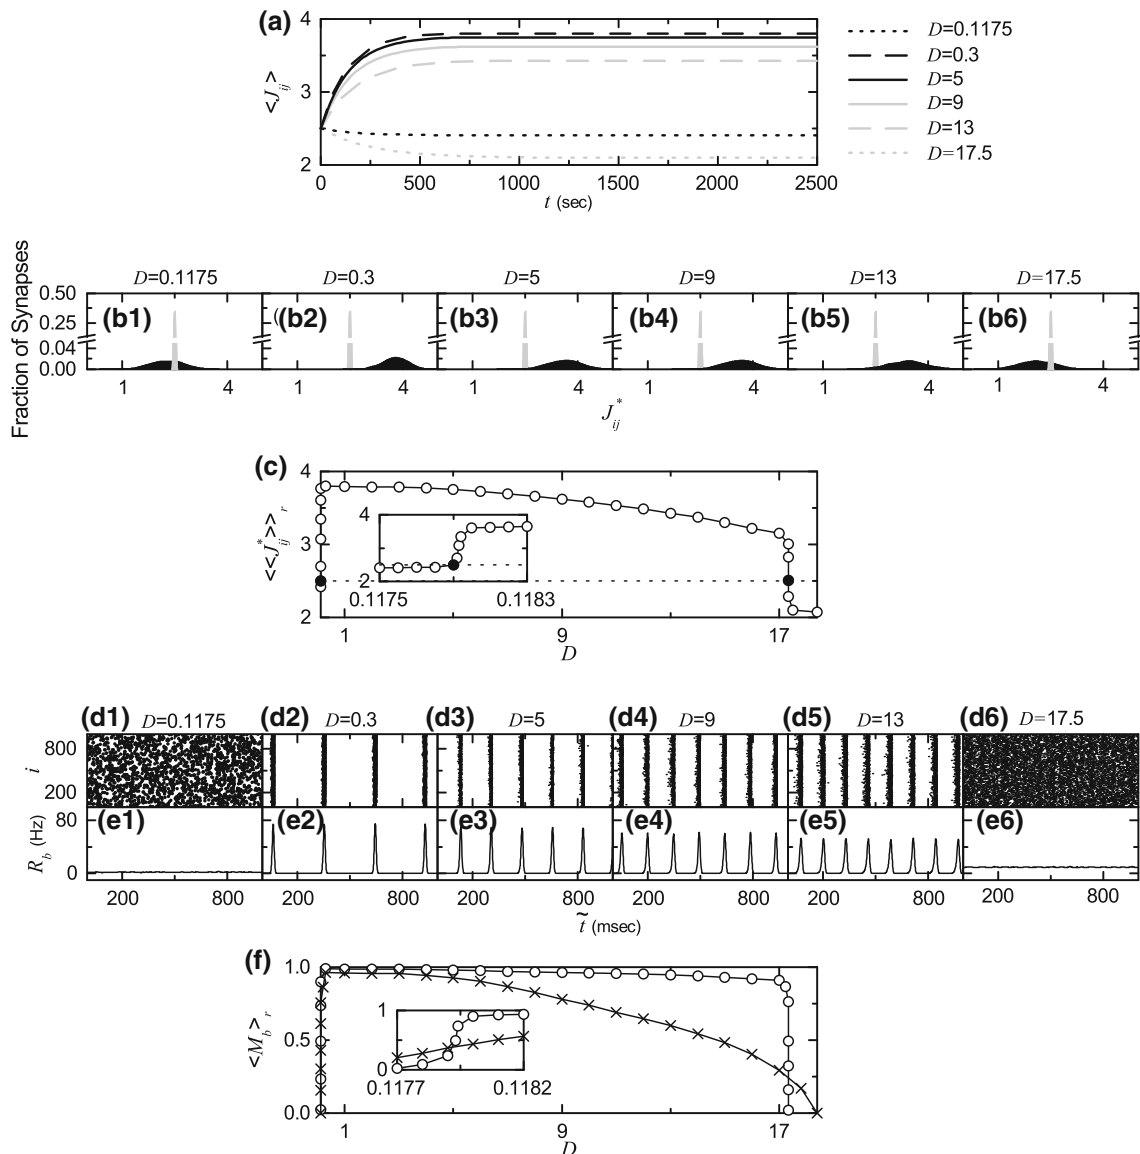 (a)
<J_ij>
4
3
2
0 500 1000 1500 2000 2500
t (sec)
D=0.1175
D=0.3
D=5
D=9
D=13
D=17.5
Fraction of Synapses
D=0.1175 D=0.3 D=5 D=9 D=13 D=17.5
0.50
0.25
0.04
0.00
(b1) (b2) (b3) (b4) (b5) (b6)
1 4 1 4 1 4 1 4 1 4 1 4
J_ij^*
(c)
<<J_ij^*>>_r
4
3
2
4
2
0.1175 0.1183
1 9 17
D
(d1) D=0.1175 (d2) D=0.3 (d3) D=5 (d4) D=9 (d5) D=13 (d6) D=17.5
i
800
200
(e1) (e2) (e3) (e4) (e5) (e6)
R_b (Hz)
80
0
200 800 200 800 200 800 200 800 200 800 200 800
t̃ (msec)
(f)
<M_b>_r
1.0
0.5
0.0
1
0
0.1177 0.1182
1 9 17
D